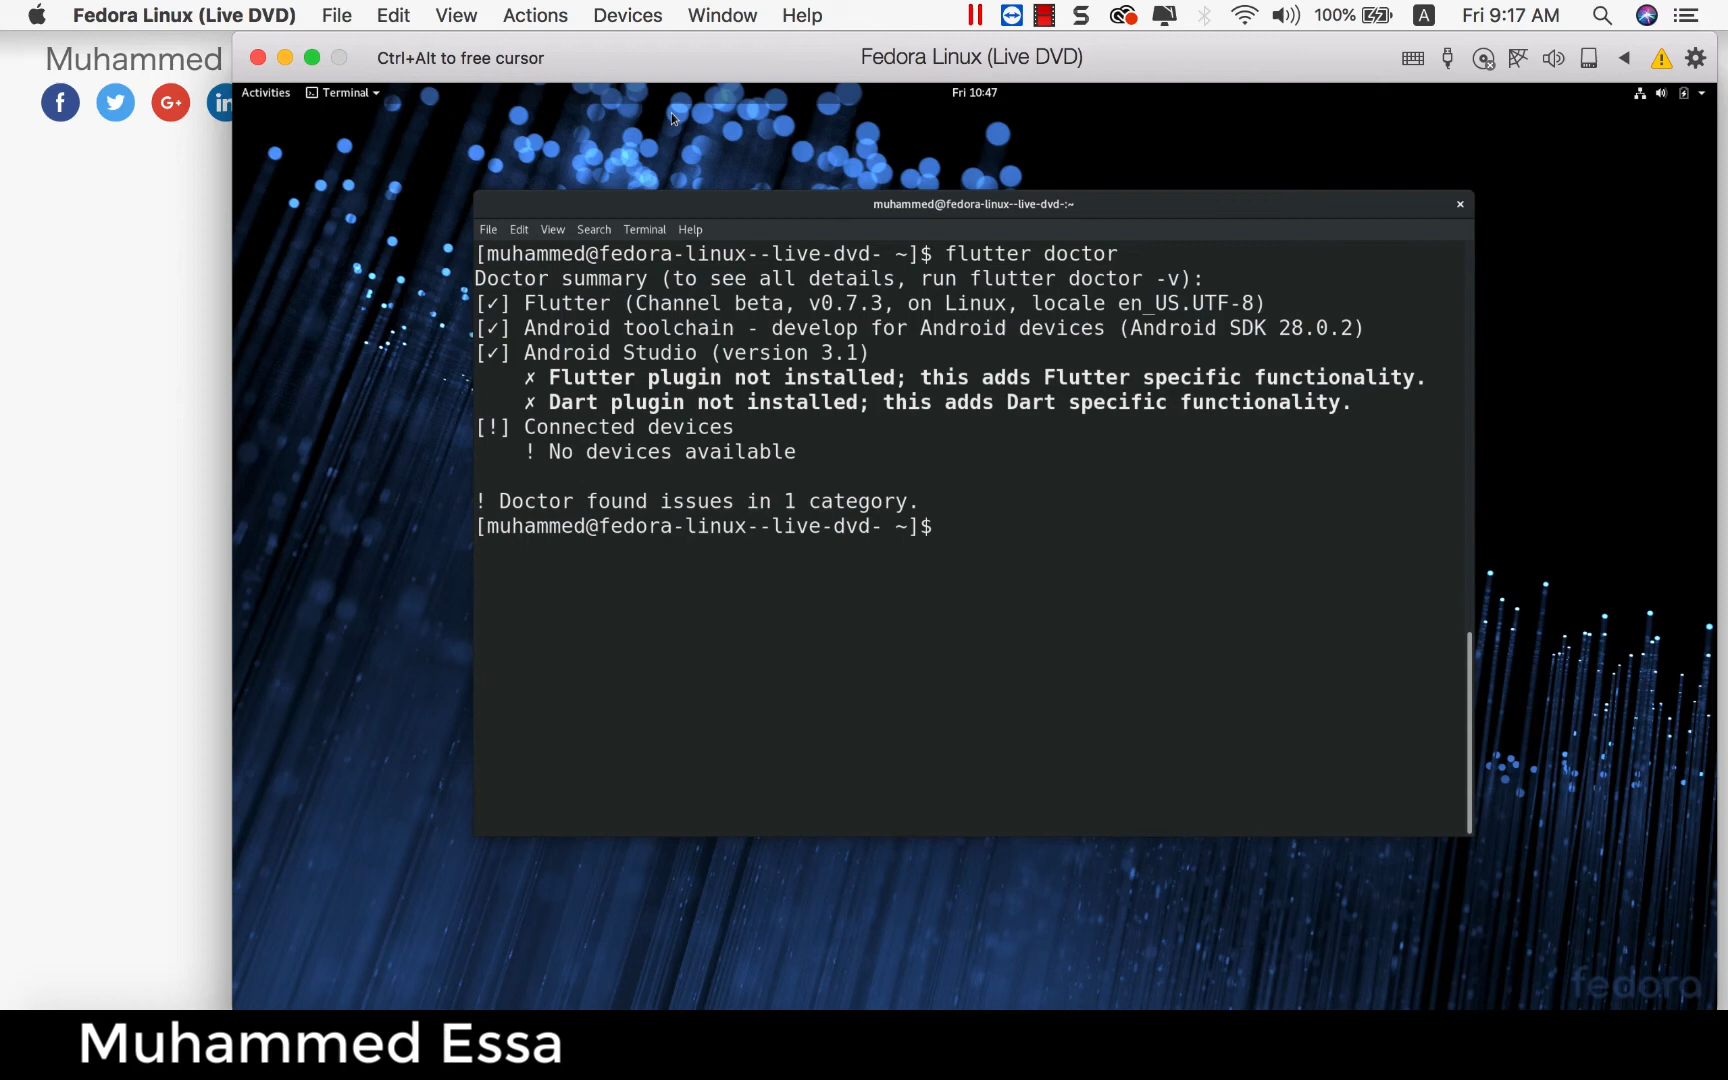 Fedora Linux (Live DVD) File Edit View Actions Devices Window Help 100% A Fri 9:17 AM
Muhammed
Ctrl+Alt to free cursor Fedora Linux (Live DVD)
f G+ in
Activities Terminal Fri 10:47
muhammed@fedora-linux--live-dvd-:~
File Edit View Search Terminal Help
[muhammed@fedora-linux--live-dvd- ~]$ flutter doctor
Doctor summary (to see all details, run flutter doctor -v):
[✓] Flutter (Channel beta, v0.7.3, on Linux, locale en_US.UTF-8)
[✓] Android toolchain - develop for Android devices (Android SDK 28.0.2)
[✓] Android Studio (version 3.1)
✗ Flutter plugin not installed; this adds Flutter specific functionality.
✗ Dart plugin not installed; this adds Dart specific functionality.
[!] Connected devices
! No devices available
! Doctor found issues in 1 category.
[muhammed@fedora-linux--live-dvd- ~]$
fedora
Muhammed Essa